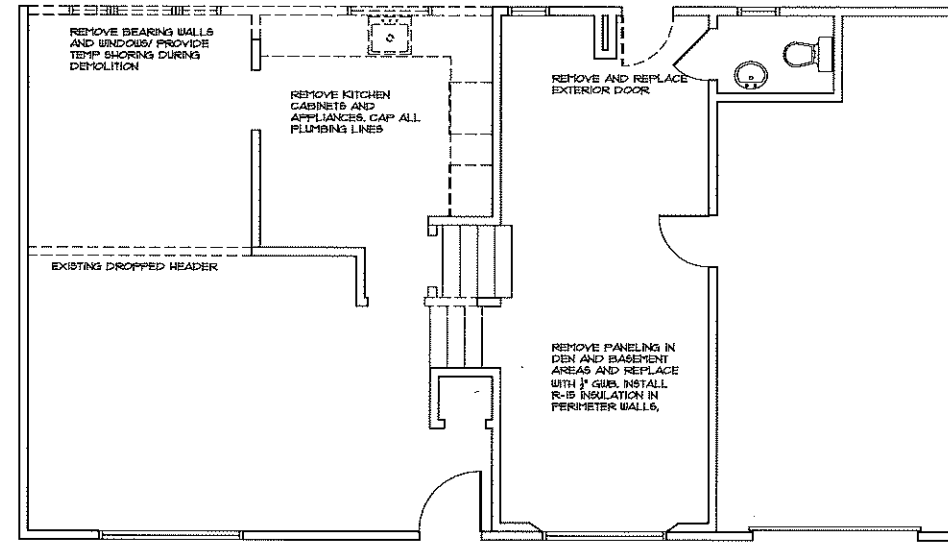 REMOVE BEARING WALLS
AND WINDOWS/ PROVIDE
TEMP SHORING DURING
DEMOLITION
REMOVE KITCHEN
CABINETS AND
APPLIANCES. CAP ALL
PLUMBING LINES
REMOVE AND REPLACE
EXTERIOR DOOR
EXISTING DROPPED HEADER
REMOVE PANELING IN
DEN AND BASEMENT
AREAS AND REPLACE
WITH GWB. INSTALL
R-15 INSULATION IN
PERIMETER WALLS.